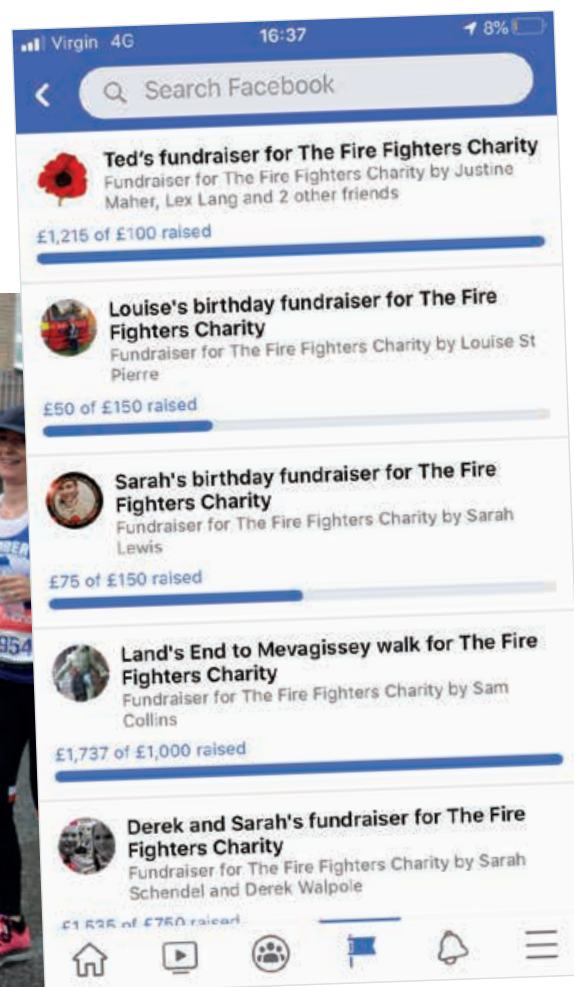 Virgin 4G 16:37 8%
Search Facebook
Ted's fundraiser for The Fire Fighters Charity
Fundraiser for The Fire Fighters Charity by Justine
Maher, Lex Lang and 2 other friends
£1,215 of £100 raised
Louise's birthday fundraiser for The Fire
Fighters Charity
Fundraiser for The Fire Fighters Charity by Louise St
Pierre
£50 of £150 raised
Sarah's birthday fundraiser for The Fire
Fighters Charity
Fundraiser for The Fire Fighters Charity by Sarah
Lewis
£75 of £150 raised
Land's End to Mevagissey walk for The Fire
Fighters Charity
Fundraiser for The Fire Fighters Charity by Sam
Collins
£1,737 of £1,000 raised
Derek and Sarah's fundraiser for The Fire
Fighters Charity
Fundraiser for The Fire Fighters Charity by Sarah
Schendel and Derek Walpole
£1,535 of £750 raised
954